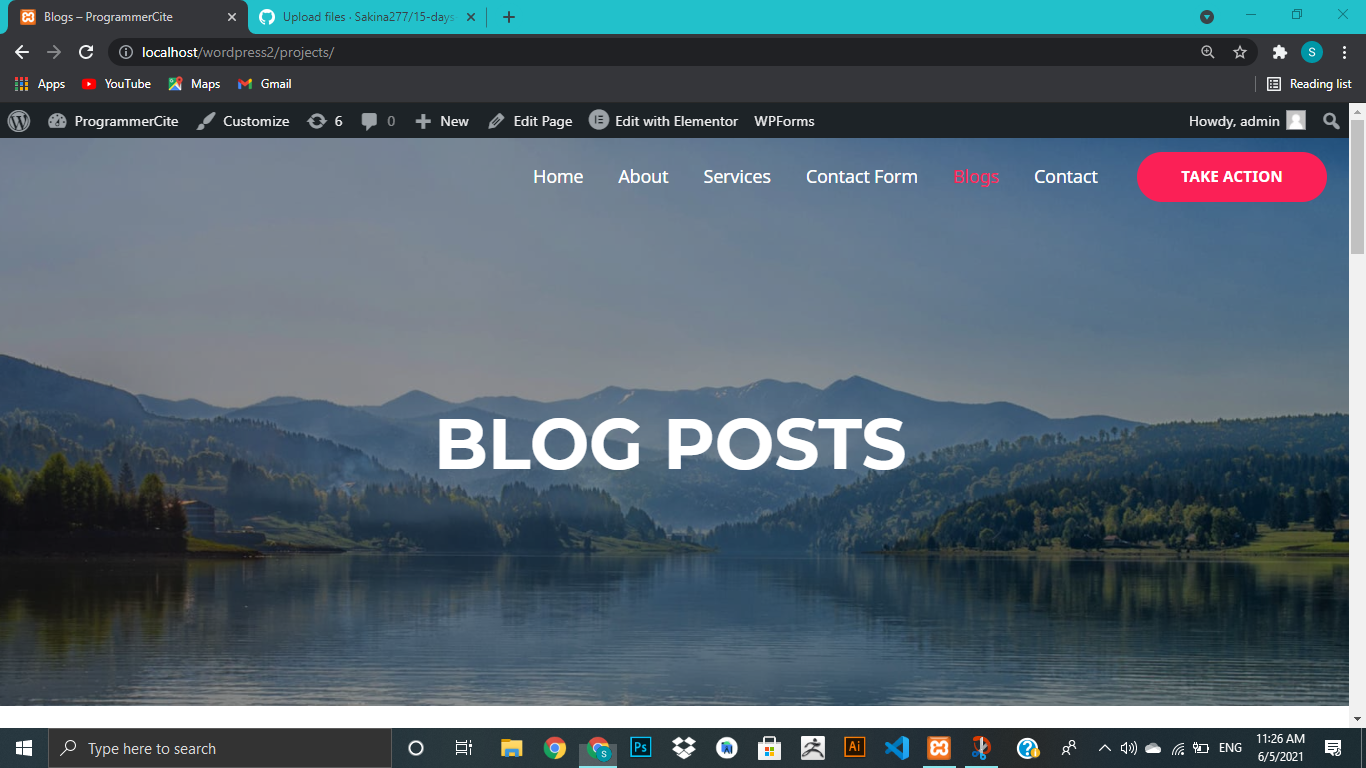 Blogs – ProgrammerCite
Upload files · Sakina277/15-days
localhost/wordpress2/projects/
S
Apps
YouTube
Maps
Gmail
Reading list
ProgrammerCite
Customize
6
0
New
Edit Page
Edit with Elementor
WPForms
Howdy, admin
Home
About
Services
Contact Form
Blogs
Contact
TAKE ACTION
BLOG POSTS
Type here to search
S
Ps
Ai
ENG
11:26 AM
6/5/2021